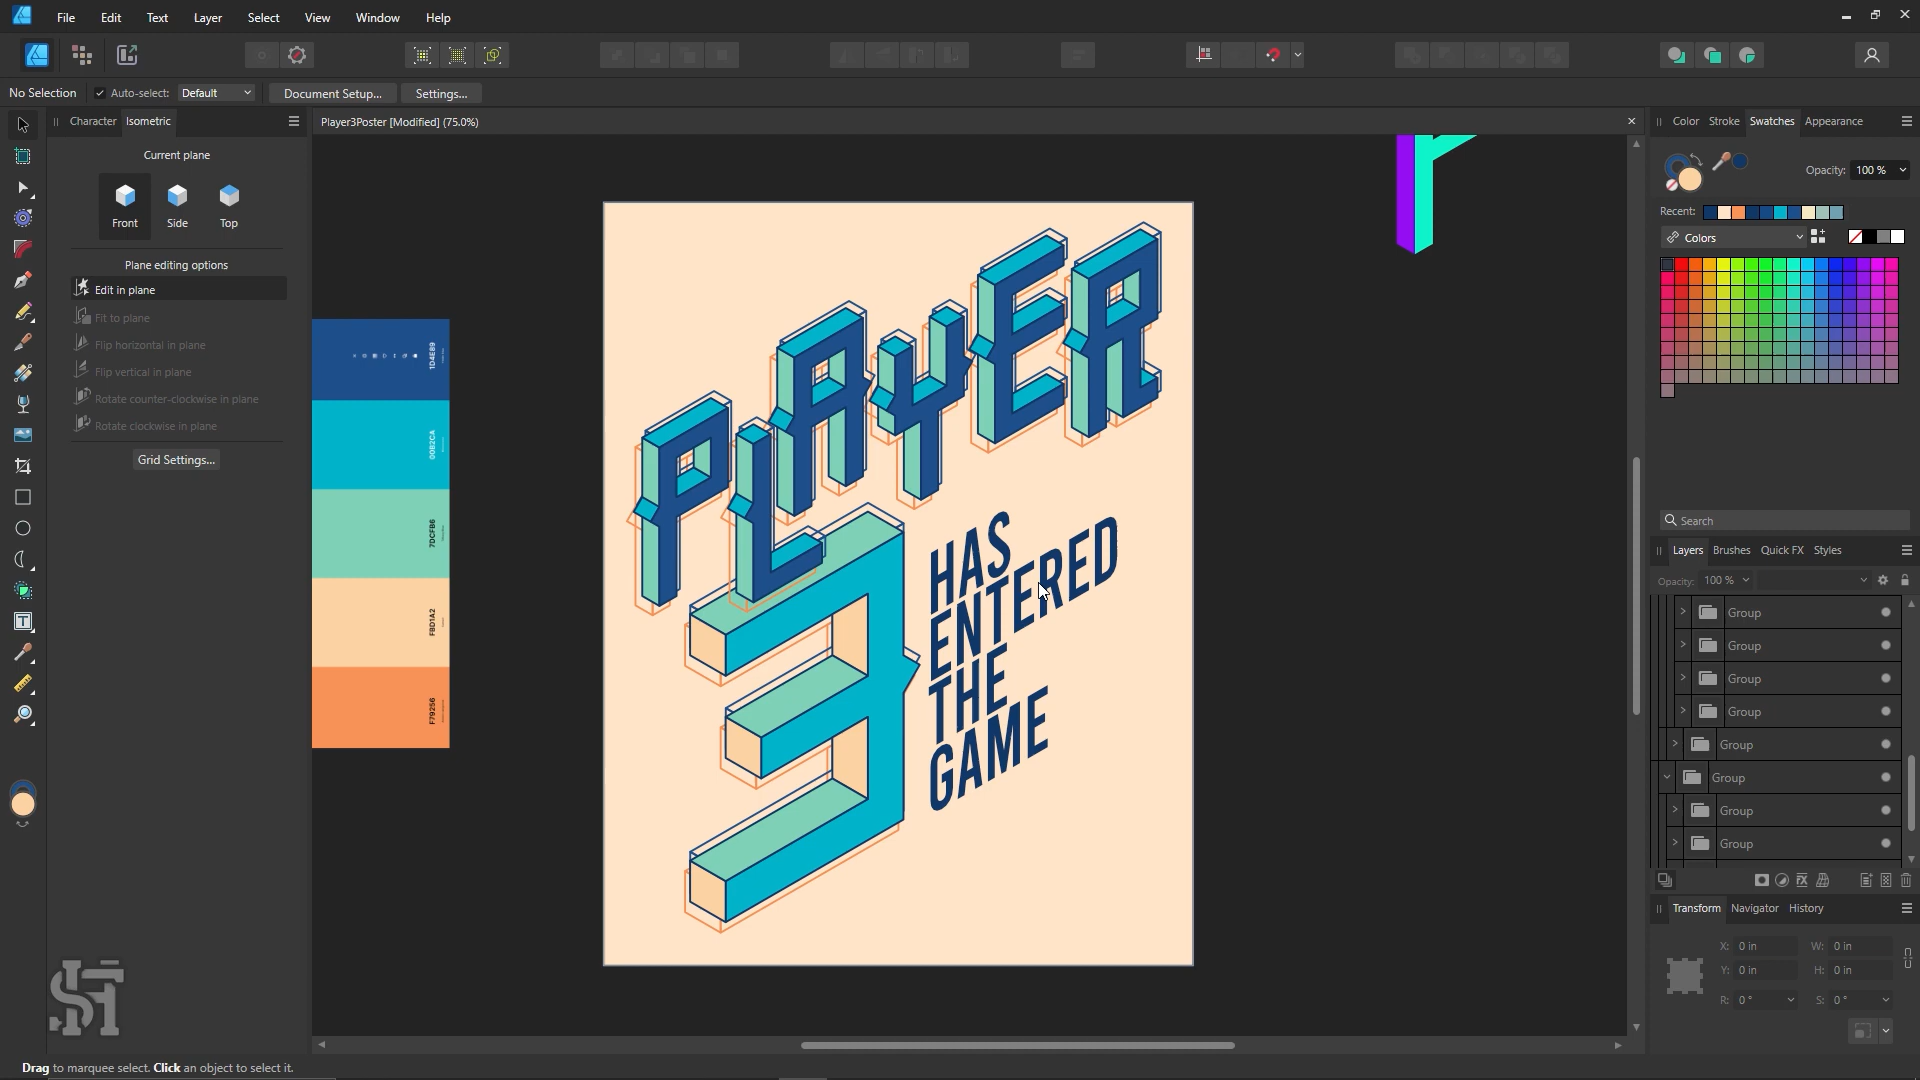 File Edit Text Layer Select View Window Help
No Selection Auto-select: Default Document Setup... Settings...
Character Isometric
Player3Poster [Modified] (75.0%)
Color Stroke Swatches Appearance
Current plane
Front Side Top
Plane editing options
Edit in plane
Fit to plane
Flip horizontal in plane
Flip vertical in plane
Rotate counter-clockwise in plane
Rotate clockwise in plane
Grid Settings...
1D4E89
00B2CA
7DCFB6
FBD1A2
F79256
PLAYER
3
HAS
ENTERED
THE
GAME
Opacity: 100 %
Recent:
Colors
Search
Layers Brushes Quick FX Styles
Opacity: 100 %
Group
Group
Group
Group
Group
Group
Group
Group
Transform Navigator History
X: 0 in W: 0 in
Y: 0 in H: 0 in
R: 0 ° S: 0 °
Drag to marquee select. Click an object to select it.